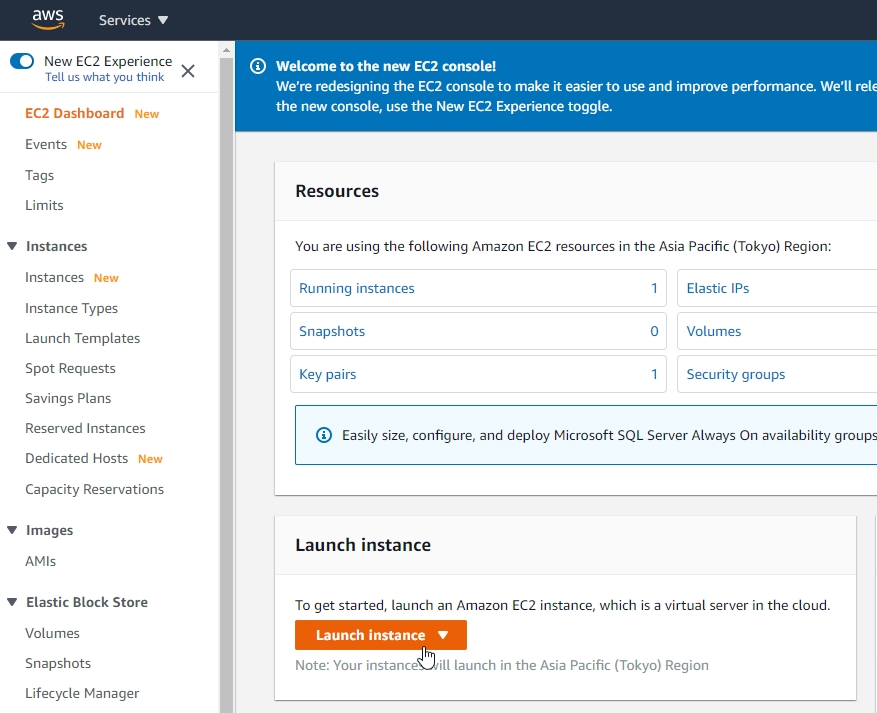 aws
Services
New EC2 Experience
Tell us what you think
EC2 Dashboard New
Events New
Tags
Limits
Instances
Instances New
Instance Types
Launch Templates
Spot Requests
Savings Plans
Reserved Instances
Dedicated Hosts New
Capacity Reservations
Images
AMIs
Elastic Block Store
Volumes
Snapshots
Lifecycle Manager
Welcome to the new EC2 console!
We're redesigning the EC2 console to make it easier to use and improve performance. We'll rele
the new console, use the New EC2 Experience toggle.
Resources
You are using the following Amazon EC2 resources in the Asia Pacific (Tokyo) Region:
Running instances 1
Elastic IPs
Snapshots 0
Volumes
Key pairs 1
Security groups
Easily size, configure, and deploy Microsoft SQL Server Always On availability groups
Launch instance
To get started, launch an Amazon EC2 instance, which is a virtual server in the cloud.
Launch instance
Note: Your instances will launch in the Asia Pacific (Tokyo) Region